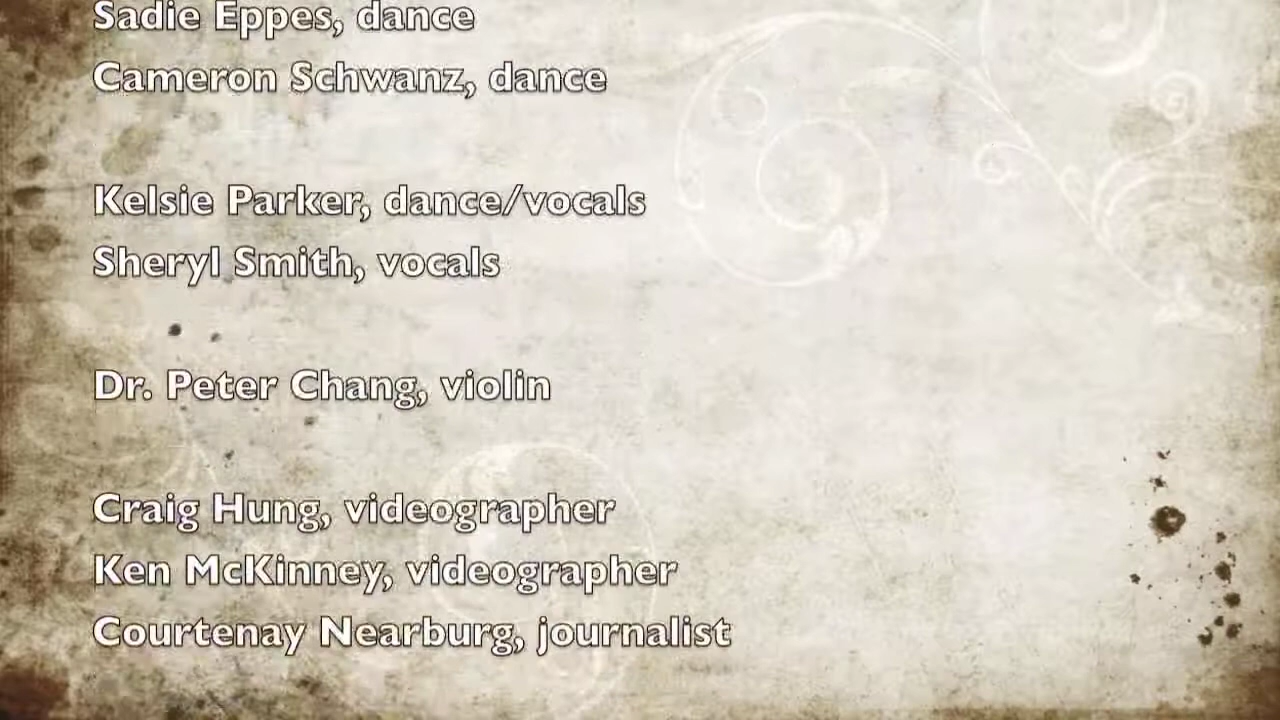 Sadie Eppes, dance
Cameron Schwanz, dance
Kelsie Parker, dance/vocals
Sheryl Smith, vocals
Dr. Peter Chang, violin
Craig Hung, videographer
Ken McKinney, videographer
Courtenay Nearburg, journalist